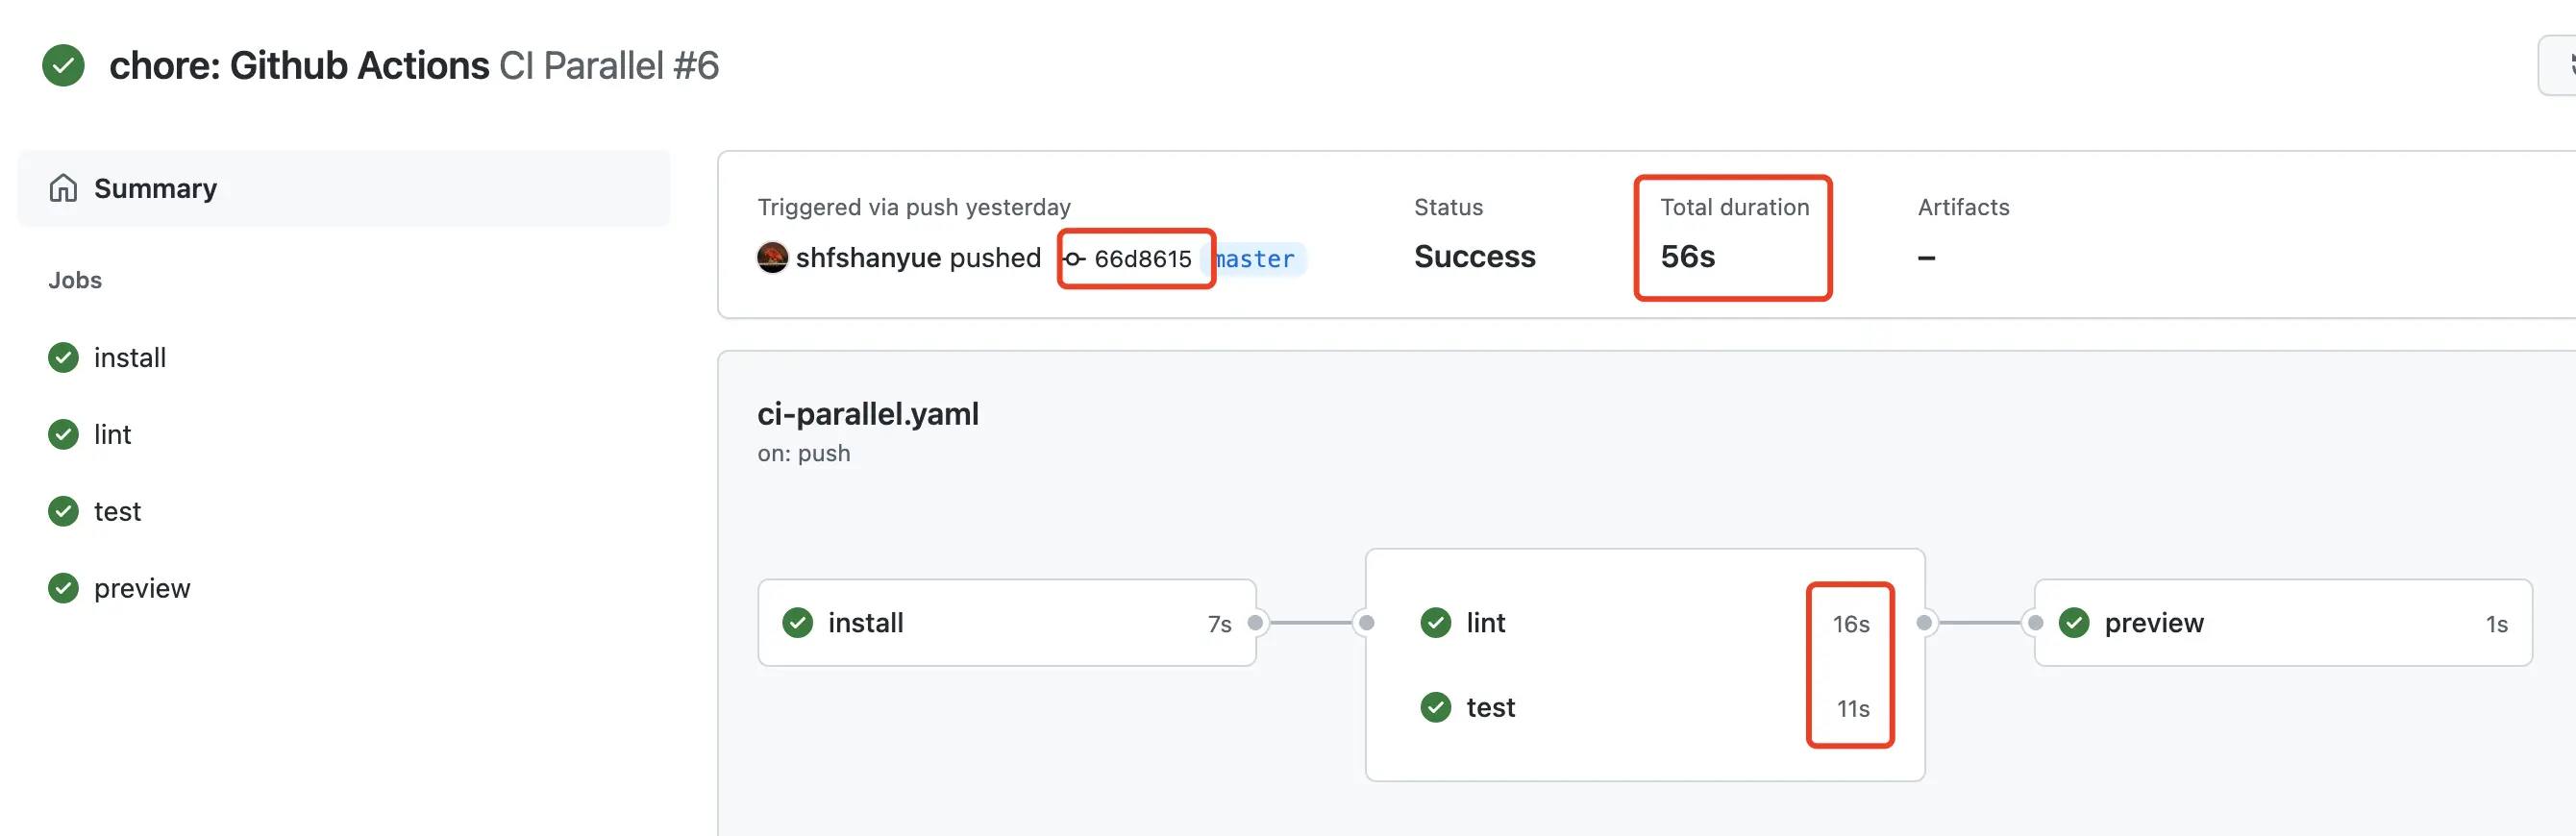 chore: Github Actions CI Parallel #6
Summary
Jobs
install
lint
test
preview
Triggered via push yesterday
shfshanyue pushed 66d8615 master
Status
Success
Total duration
56s
Artifacts
–
ci-parallel.yaml
on: push
install 7s
lint 16s
test 11s
preview 1s